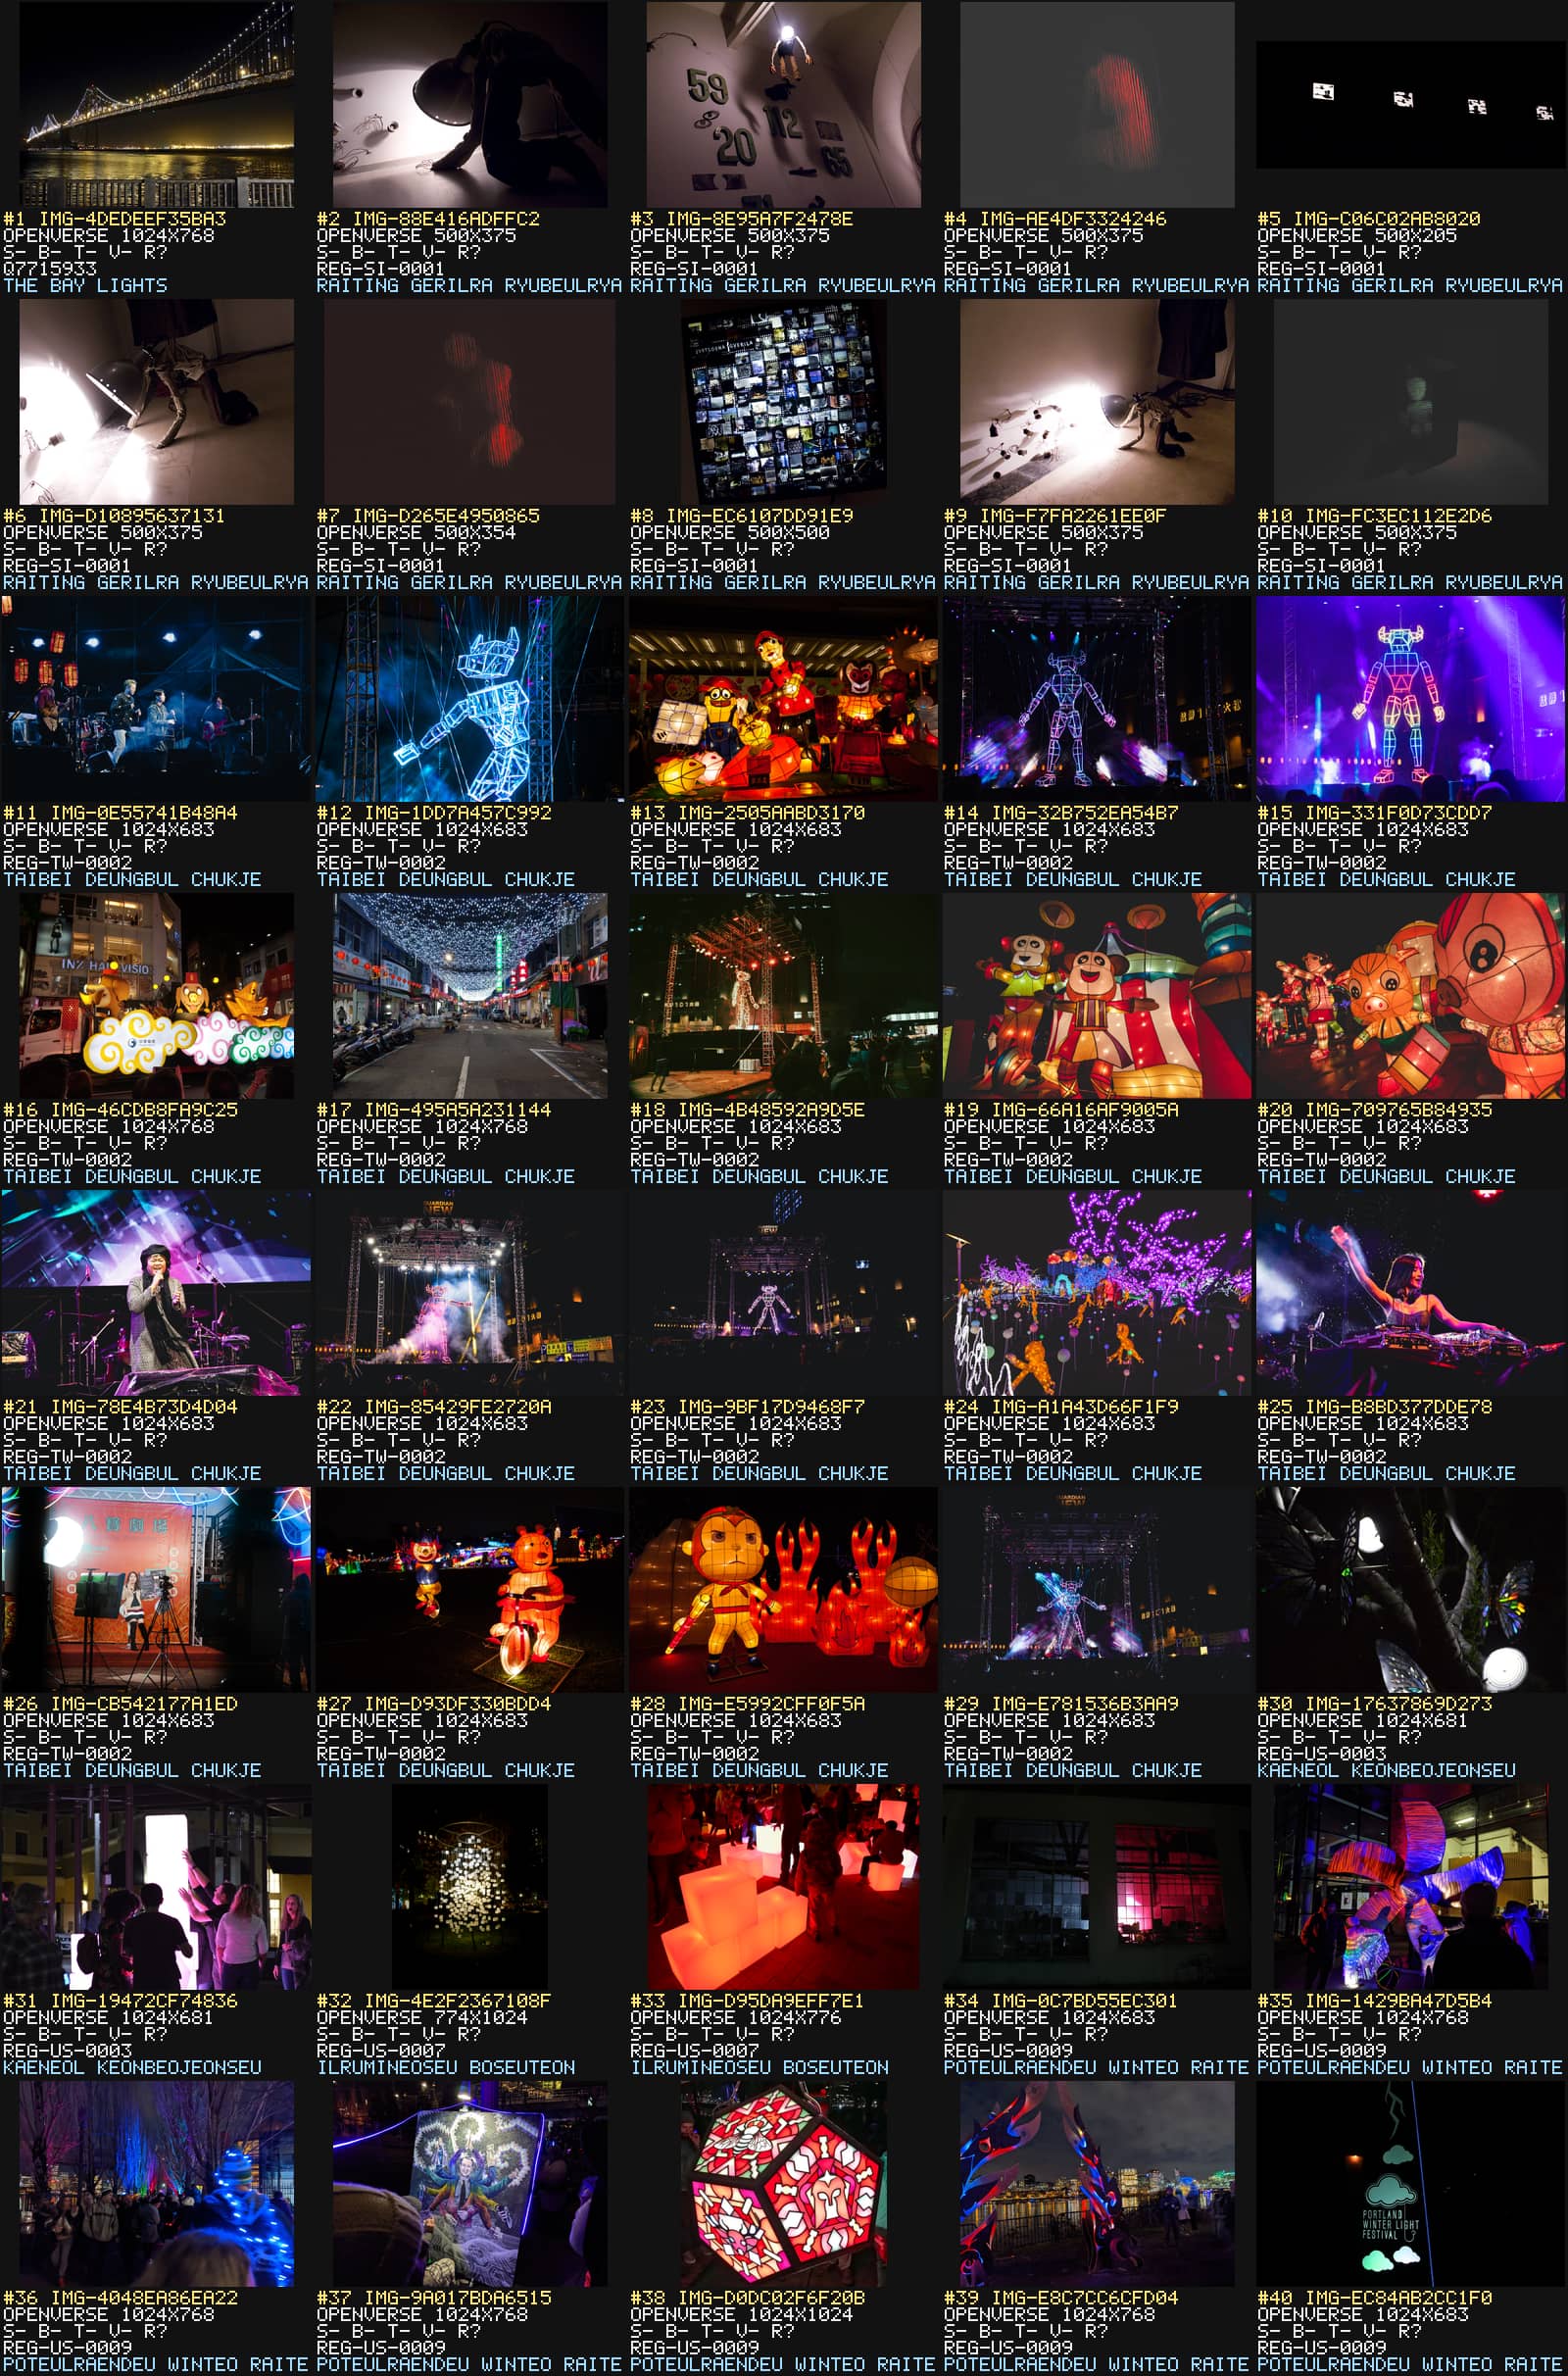 59
112
20
65
#1 IMG-4DEDEEF35BA3
OPENVERSE 1024X768
S- B- T- V- R?
Q7715933
THE BAY LIGHTS
#2 IMG-88E416ADFFC2
OPENVERSE 500X375
S- B- T- V- R?
REG-SI-0001
RAITING GERILRA RYUBEULRYA
#3 IMG-8E95A7F2478E
OPENVERSE 500X375
S- B- T- V- R?
REG-SI-0001
RAITING GERILRA RYUBEULRYA
#4 IMG-AE4DF3324246
OPENVERSE 500X375
S- B- T- V- R?
REG-SI-0001
RAITING GERILRA RYUBEULRYA
#5 IMG-C06C02AB8020
OPENVERSE 500X205
S- B- T- V- R?
REG-SI-0001
RAITING GERILRA RYUBEULRYA
#6 IMG-D10895637131
OPENVERSE 500X375
S- B- T- V- R?
REG-SI-0001
RAITING GERILRA RYUBEULRYA
#7 IMG-D265E4950865
OPENVERSE 500X354
S- B- T- V- R?
REG-SI-0001
RAITING GERILRA RYUBEULRYA
#8 IMG-EC6107DD91E9
OPENVERSE 500X500
S- B- T- V- R?
REG-SI-0001
RAITING GERILRA RYUBEULRYA
#9 IMG-F7FA2261EE0F
OPENVERSE 500X375
S- B- T- V- R?
REG-SI-0001
RAITING GERILRA RYUBEULRYA
#10 IMG-FC3EC112E2D6
OPENVERSE 500X375
S- B- T- V- R?
REG-SI-0001
RAITING GERILRA RYUBEULRYA
#11 IMG-0E55741B48A4
OPENVERSE 1024X683
S- B- T- V- R?
REG-TW-0002
TAIBEI DEUNGBUL CHUKJE
#12 IMG-1DD7A457C992
OPENVERSE 1024X683
S- B- T- V- R?
REG-TW-0002
TAIBEI DEUNGBUL CHUKJE
#13 IMG-2505AABD3170
OPENVERSE 1024X683
S- B- T- V- R?
REG-TW-0002
TAIBEI DEUNGBUL CHUKJE
#14 IMG-32B752EA54B7
OPENVERSE 1024X683
S- B- T- V- R?
REG-TW-0002
TAIBEI DEUNGBUL CHUKJE
#15 IMG-331F0D73CDD7
OPENVERSE 1024X683
S- B- T- V- R?
REG-TW-0002
TAIBEI DEUNGBUL CHUKJE
#16 IMG-46CDB8FA9C25
OPENVERSE 1024X768
S- B- T- V- R?
REG-TW-0002
TAIBEI DEUNGBUL CHUKJE
#17 IMG-495A5A231144
OPENVERSE 1024X768
S- B- T- V- R?
REG-TW-0002
TAIBEI DEUNGBUL CHUKJE
#18 IMG-4B48592A9D5E
OPENVERSE 1024X683
S- B- T- V- R?
REG-TW-0002
TAIBEI DEUNGBUL CHUKJE
#19 IMG-66A16AF9005A
OPENVERSE 1024X683
S- B- T- V- R?
REG-TW-0002
TAIBEI DEUNGBUL CHUKJE
#20 IMG-709765B84935
OPENVERSE 1024X683
S- B- T- V- R?
REG-TW-0002
TAIBEI DEUNGBUL CHUKJE
#21 IMG-78E4B73D4D04
OPENVERSE 1024X683
S- B- T- V- R?
REG-TW-0002
TAIBEI DEUNGBUL CHUKJE
#22 IMG-85429FE2720A
OPENVERSE 1024X683
S- B- T- V- R?
REG-TW-0002
TAIBEI DEUNGBUL CHUKJE
#23 IMG-9BF17D9468F7
OPENVERSE 1024X683
S- B- T- V- R?
REG-TW-0002
TAIBEI DEUNGBUL CHUKJE
#24 IMG-A1A43D66F1F9
OPENVERSE 1024X683
S- B- T- V- R?
REG-TW-0002
TAIBEI DEUNGBUL CHUKJE
#25 IMG-B8BD377DDE78
OPENVERSE 1024X683
S- B- T- V- R?
REG-TW-0002
TAIBEI DEUNGBUL CHUKJE
#26 IMG-CB542177A1ED
OPENVERSE 1024X683
S- B- T- V- R?
REG-TW-0002
TAIBEI DEUNGBUL CHUKJE
#27 IMG-D93DF330BDD4
OPENVERSE 1024X683
S- B- T- V- R?
REG-TW-0002
TAIBEI DEUNGBUL CHUKJE
#28 IMG-E5992CFF0F5A
OPENVERSE 1024X683
S- B- T- V- R?
REG-TW-0002
TAIBEI DEUNGBUL CHUKJE
#29 IMG-E781536B3AA9
OPENVERSE 1024X683
S- B- T- V- R?
REG-TW-0002
TAIBEI DEUNGBUL CHUKJE
#30 IMG-17637869D273
OPENVERSE 1024X681
S- B- T- V- R?
REG-US-0003
KAENEOL KEONBEOJEONSEU
#31 IMG-19472CF74836
OPENVERSE 1024X681
S- B- T- V- R?
REG-US-0003
KAENEOL KEONBEOJEONSEU
#32 IMG-4E2F2367108F
OPENVERSE 774X1024
S- B- T- V- R?
REG-US-0007
ILRUMINEOSEU BOSEUTEON
#33 IMG-D95DA9EFF7E1
OPENVERSE 1024X776
S- B- T- V- R?
REG-US-0007
ILRUMINEOSEU BOSEUTEON
#34 IMG-0C7BD55EC301
OPENVERSE 1024X683
S- B- T- V- R?
REG-US-0009
POTEULRAENDEU WINTEO RAITE
#35 IMG-1429BA47D5B4
OPENVERSE 1024X768
S- B- T- V- R?
REG-US-0009
POTEULRAENDEU WINTEO RAITE
PORTLAND
WINTER LIGHT
FESTIVAL
#36 IMG-4048EA86EA22
OPENVERSE 1024X768
S- B- T- V- R?
REG-US-0009
POTEULRAENDEU WINTEO RAITE
#37 IMG-9A017BDA6515
OPENVERSE 1024X768
S- B- T- V- R?
REG-US-0009
POTEULRAENDEU WINTEO RAITE
#38 IMG-D0DC02F6F20B
OPENVERSE 1024X1024
S- B- T- V- R?
REG-US-0009
POTEULRAENDEU WINTEO RAITE
#39 IMG-E8C7CC6CFD04
OPENVERSE 1024X768
S- B- T- V- R?
REG-US-0009
POTEULRAENDEU WINTEO RAITE
#40 IMG-EC84AB2CC1F0
OPENVERSE 1024X683
S- B- T- V- R?
REG-US-0009
POTEULRAENDEU WINTEO RAITE